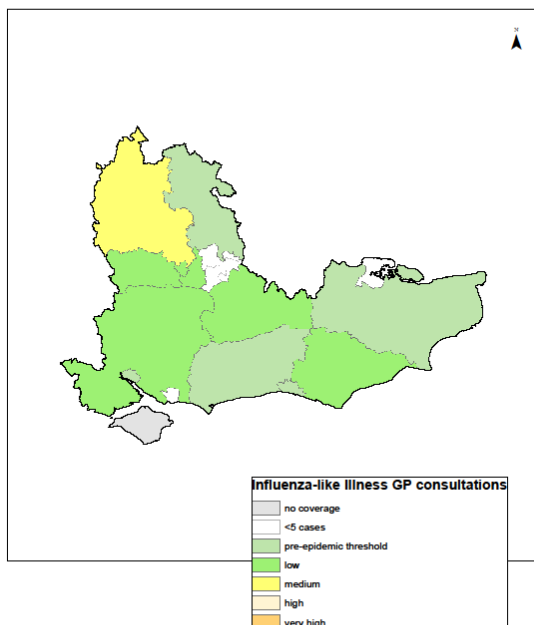 N
Influenza-like Illness GP consultations
no coverage
<5 cases
pre-epidemic threshold
low
medium
high
very high